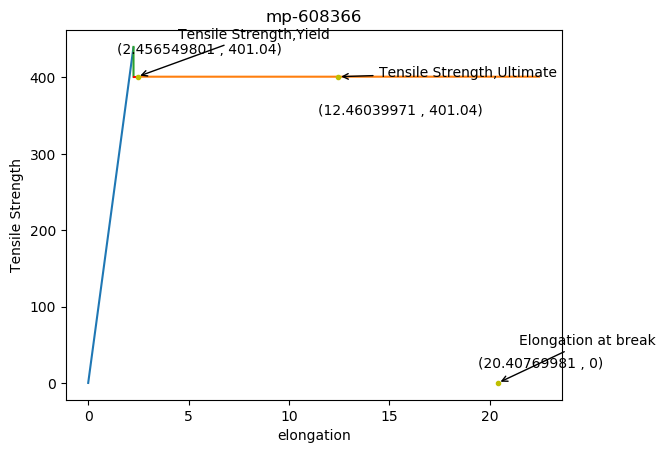 mp-608366
Tensile Strength,Yield
(2.456549801 , 401.04)
Tensile Strength,Ultimate
(12.46039971 , 401.04)
Elongation at break
(20.40769981 , 0)
Tensile Strength
400
300
200
100
0
0 5 10 15 20
elongation